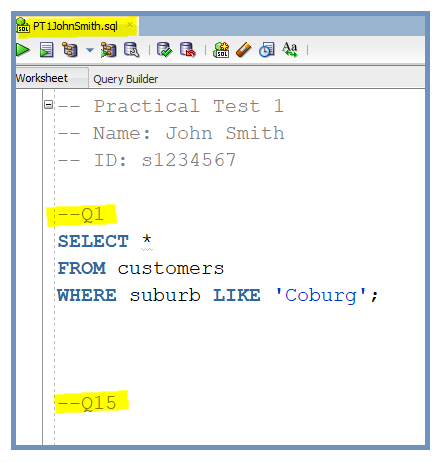 PT1JohnSmith.sql
Worksheet Query Builder
-- Practical Test 1
-- Name: John Smith
-- ID: s1234567
--Q1
SELECT *
FROM customers
WHERE suburb LIKE 'Coburg';
--Q15